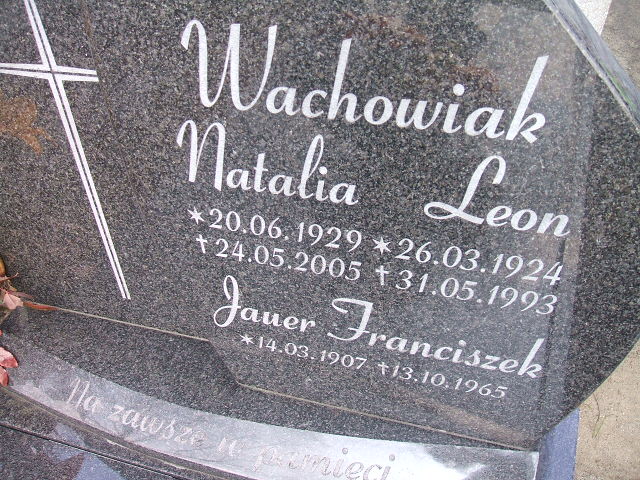 Wachowiak
Natalia Leon
*20.06.1929 *26.03.1924
†24.05.2005 †31.05.1993
Jauer Franciszek
*14.03.1907 †13.10.1965
Na zawsze w pamięci